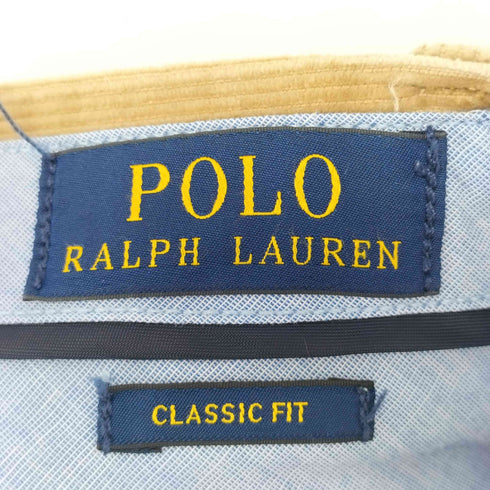 POLO
RALPH LAUREN
CLASSIC FIT